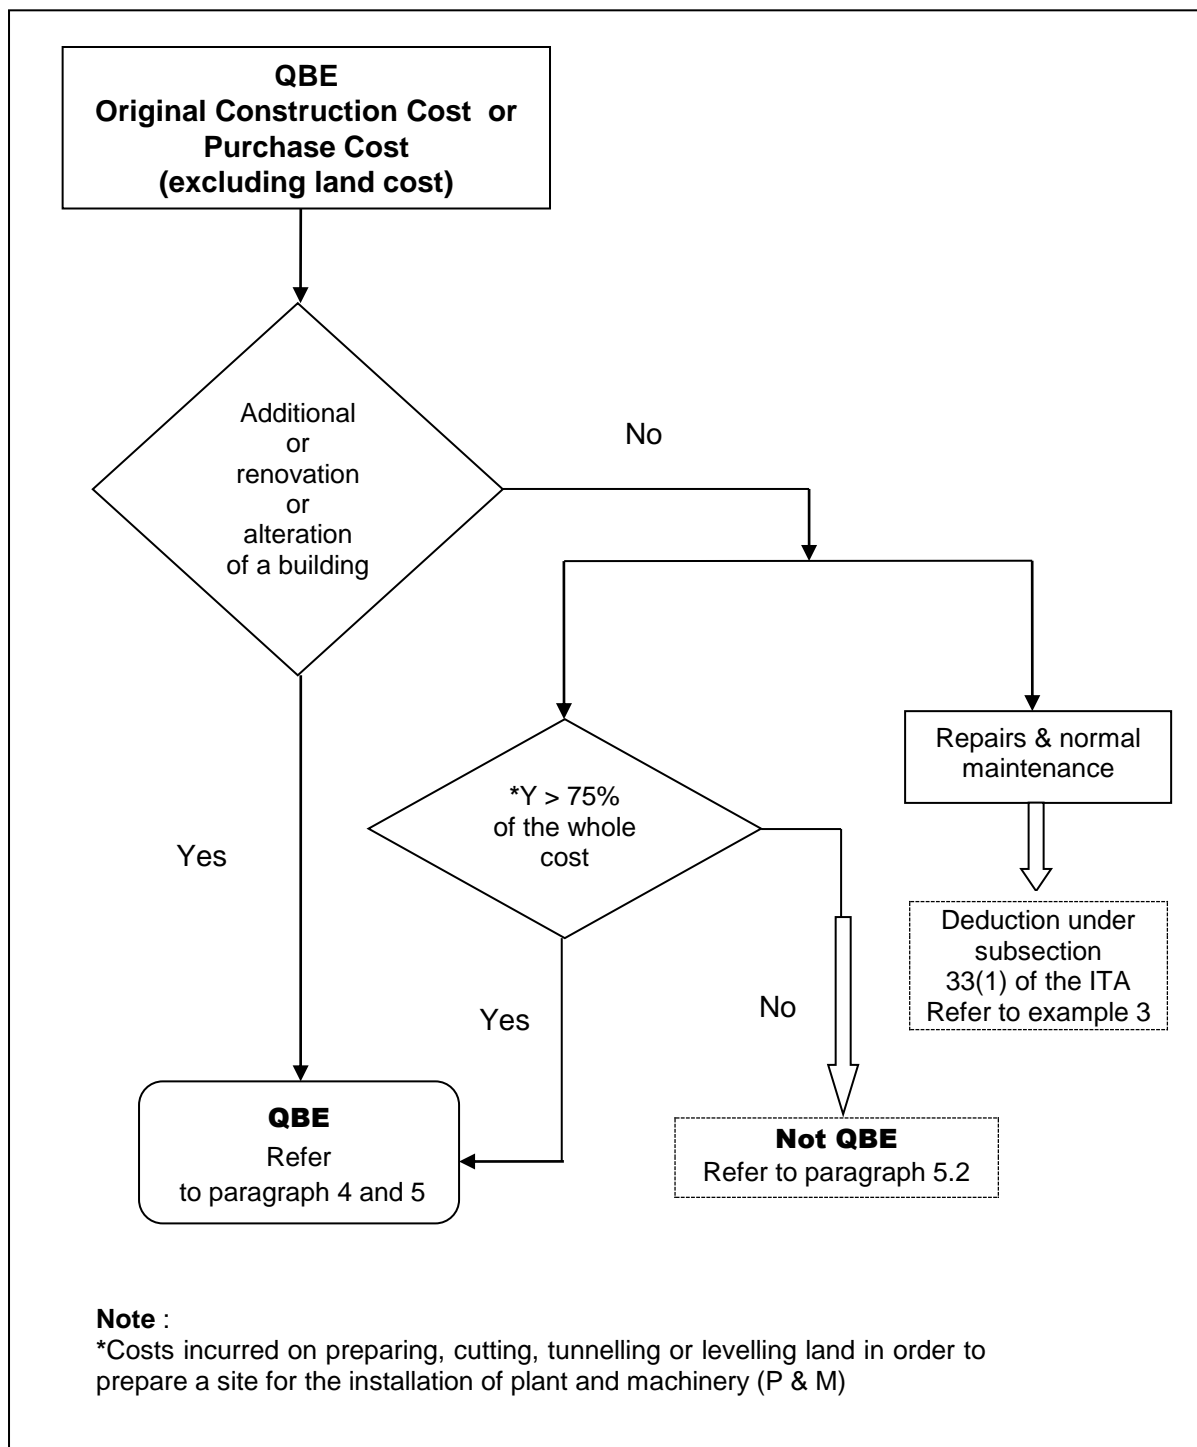 QBE
Original Construction Cost or
Purchase Cost
(excluding land cost)
Additional
or
renovation
or
alteration
of a building
No
Repairs & normal
maintenance
*Y > 75%
of the whole
cost
Yes
Deduction under
subsection
33(1) of the ITA
Refer to example 3
Yes
No
QBE
Refer
to paragraph 4 and 5
Not QBE
Refer to paragraph 5.2
Note :
*Costs incurred on preparing, cutting, tunnelling or levelling land in order to
prepare a site for the installation of plant and machinery (P & M)